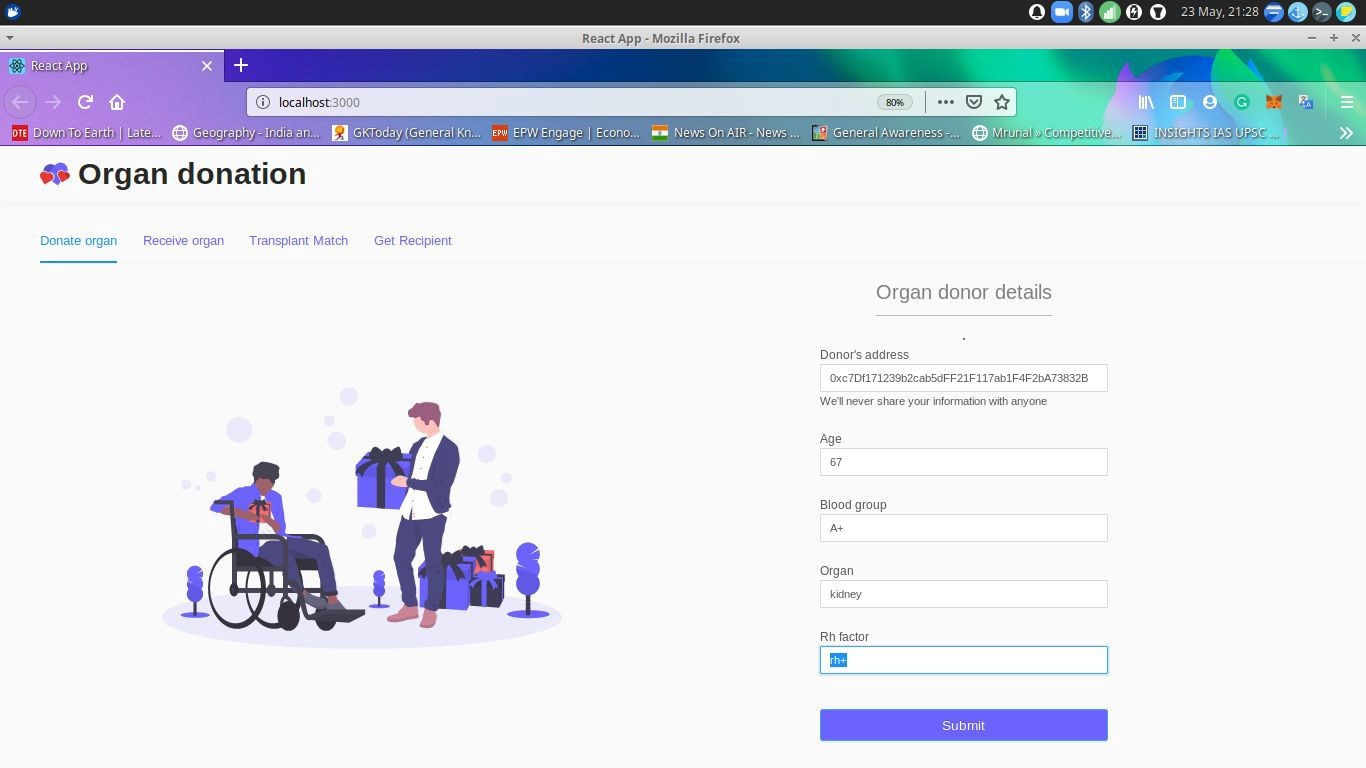 23 May, 21:28
React App - Mozilla Firefox
React App
localhost:3000
80%
Down To Earth | Late...
Geography - India an...
GKToday (General Kn...
EPW Engage | Econo...
News On AIR - News ...
General Awareness -...
Mrunal » Competitive...
INSIGHTS IAS UPSC ...
Organ donation
Donate organ
Receive organ
Transplant Match
Get Recipient
Organ donor details
.
Donor's address
0xc7Df171239b2cab5dFF21F117ab1F4F2bA73832B
We'll never share your information with anyone
Age
67
Blood group
A+
Organ
kidney
Rh factor
rh+
Submit